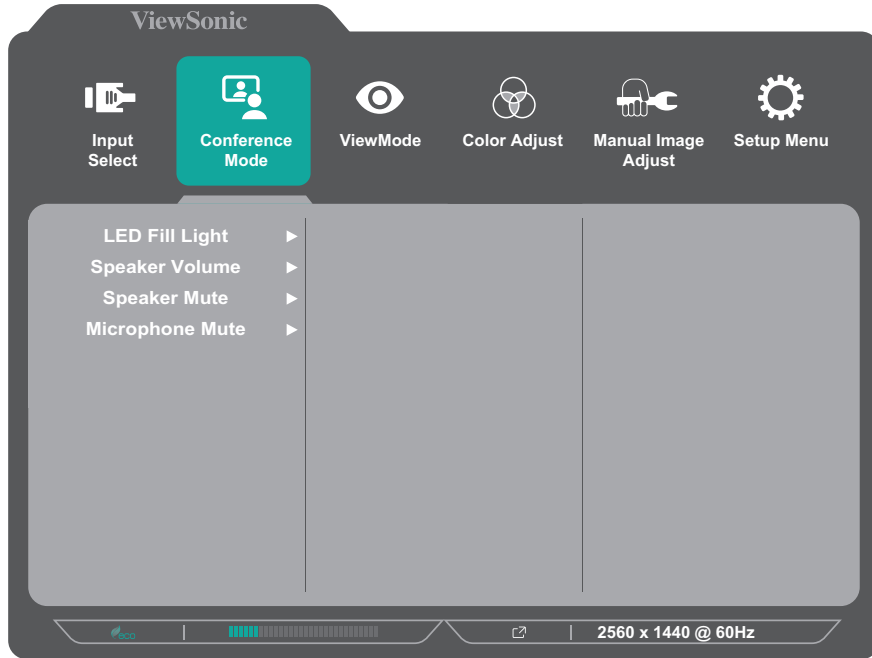 ViewSonic
Input
Select
Conference
Mode
ViewMode
Color Adjust
Manual Image
Adjust
Setup Menu
LED Fill Light
Speaker Volume
Speaker Mute
Microphone Mute
eco
2560 x 1440 @ 60Hz